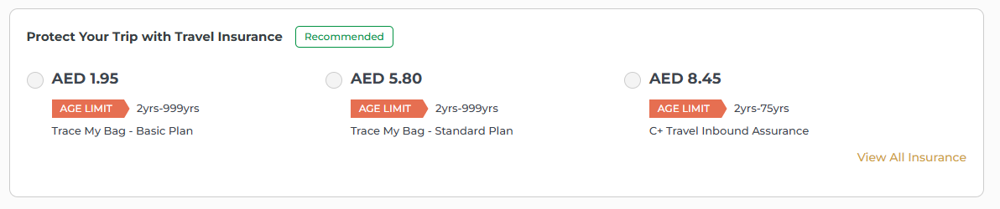 Protect Your Trip with Travel Insurance Recommended
AED 1.95
AGE LIMIT 2yrs-999yrs
Trace My Bag - Basic Plan
AED 5.80
AGE LIMIT 2yrs-999yrs
Trace My Bag - Standard Plan
AED 8.45
AGE LIMIT 2yrs-75yrs
C+ Travel Inbound Assurance
View All Insurance